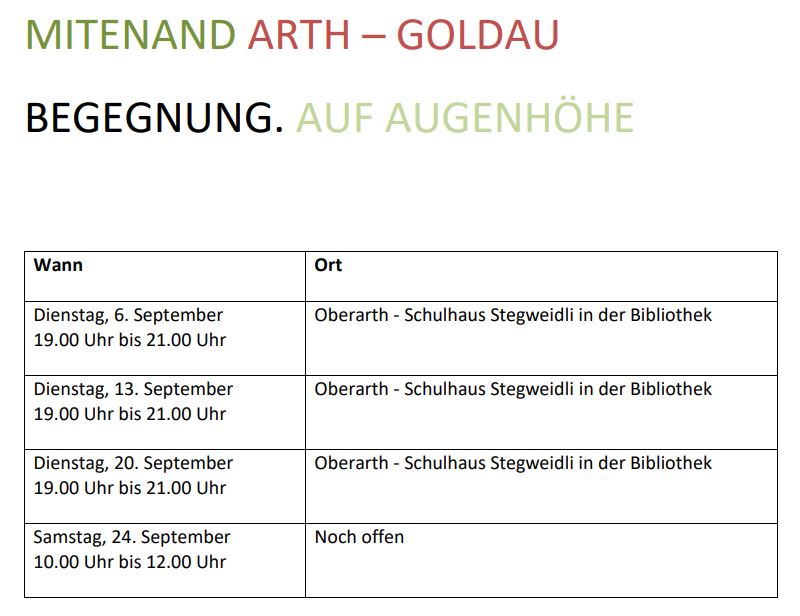 MITENAND ARTH – GOLDAU
BEGEGNUNG. AUF AUGENHÖHE
Wann Ort
Dienstag, 6. September Oberarth - Schulhaus Stegweidli in der Bibliothek
19.00 Uhr bis 21.00 Uhr
Dienstag, 13. September Oberarth - Schulhaus Stegweidli in der Bibliothek
19.00 Uhr bis 21.00 Uhr
Dienstag, 20. September Oberarth - Schulhaus Stegweidli in der Bibliothek
19.00 Uhr bis 21.00 Uhr
Samstag, 24. September Noch offen
10.00 Uhr bis 12.00 Uhr